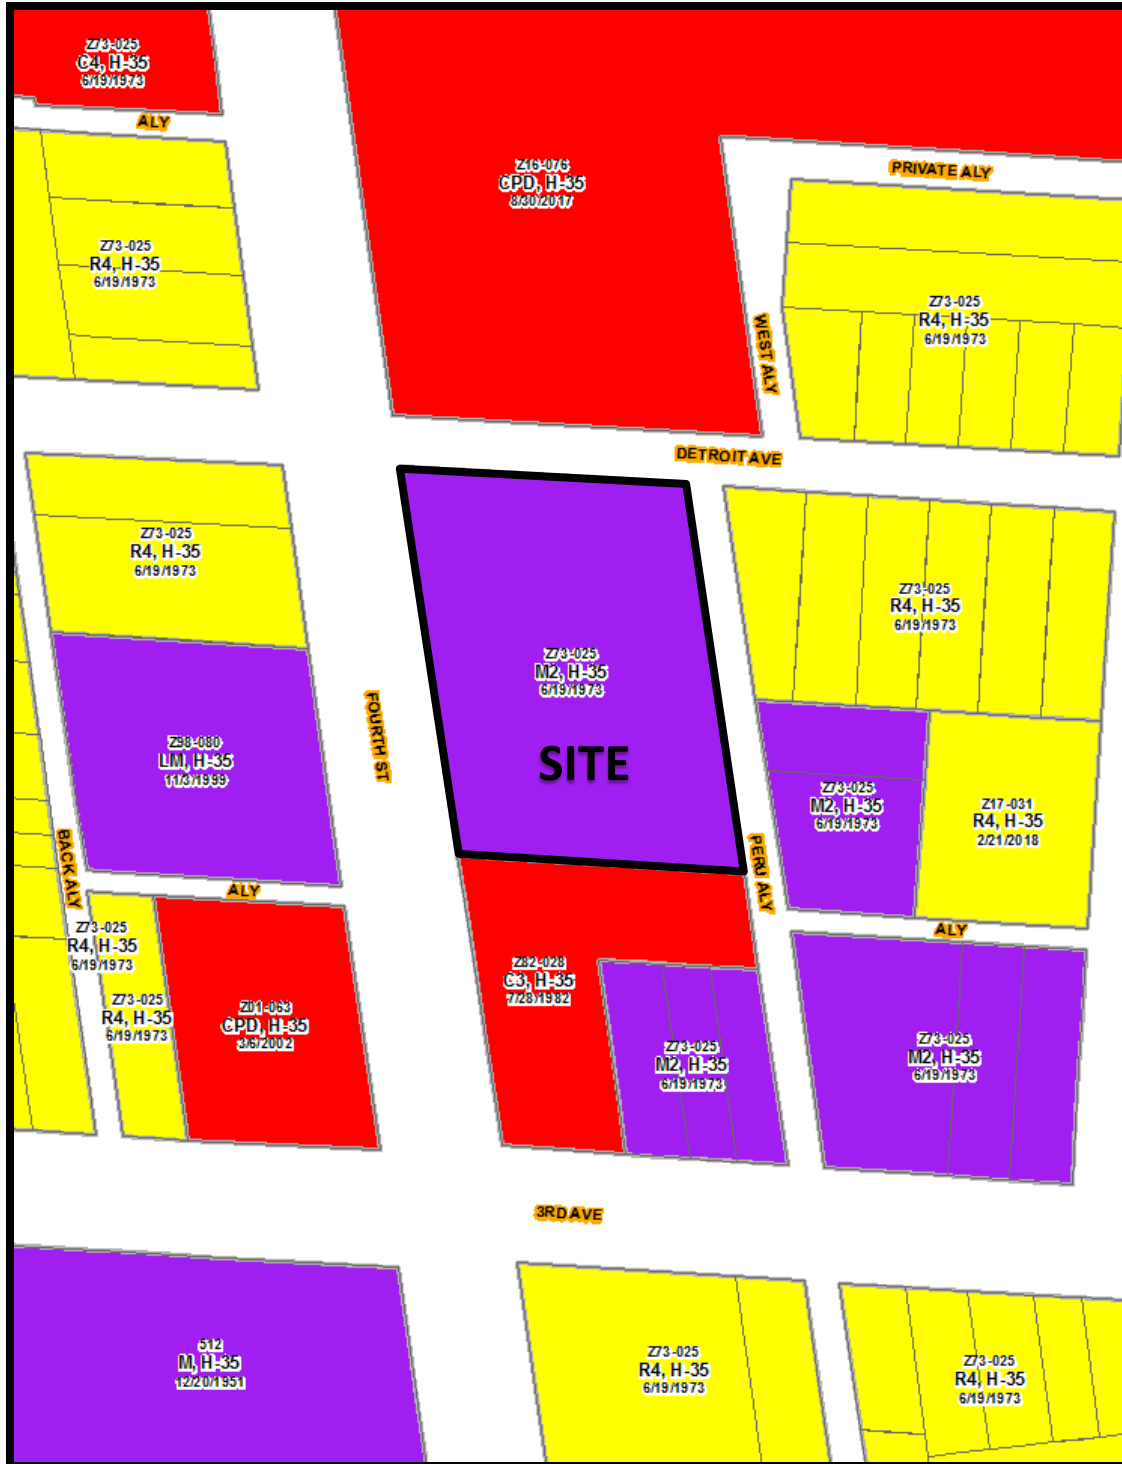 Z73-025
C4, H-35
6/19/1973
ALY
Z16-076
CPD, H-35
8/30/2017
PRIVATE ALY
Z73-025
R4, H-35
6/19/1973
Z73-025
R4, H-35
6/19/1973
WEST ALY
DETROIT AVE
Z73-025
R4, H-35
6/19/1973
Z73-025
R4, H-35
6/19/1973
Z73-025
M2, H-35
6/19/1973
SITE
FOURTH ST
Z98-080
LM, H-35
11/3/1999
Z73-025
M2, H-35
6/19/1973
Z17-031
R4, H-35
2/21/2018
BACK ALY
PERU ALY
ALY
ALY
Z73-025
R4, H-35
6/19/1973
Z73-025
R4, H-35
6/19/1973
Z01-063
CPD, H-35
3/6/2002
Z82-028
C3, H-35
7/28/1982
Z73-025
M2, H-35
6/19/1973
Z73-025
M2, H-35
6/19/1973
3RD AVE
512
M, H-35
12/20/1951
Z73-025
R4, H-35
6/19/1973
Z73-025
R4, H-35
6/19/1973